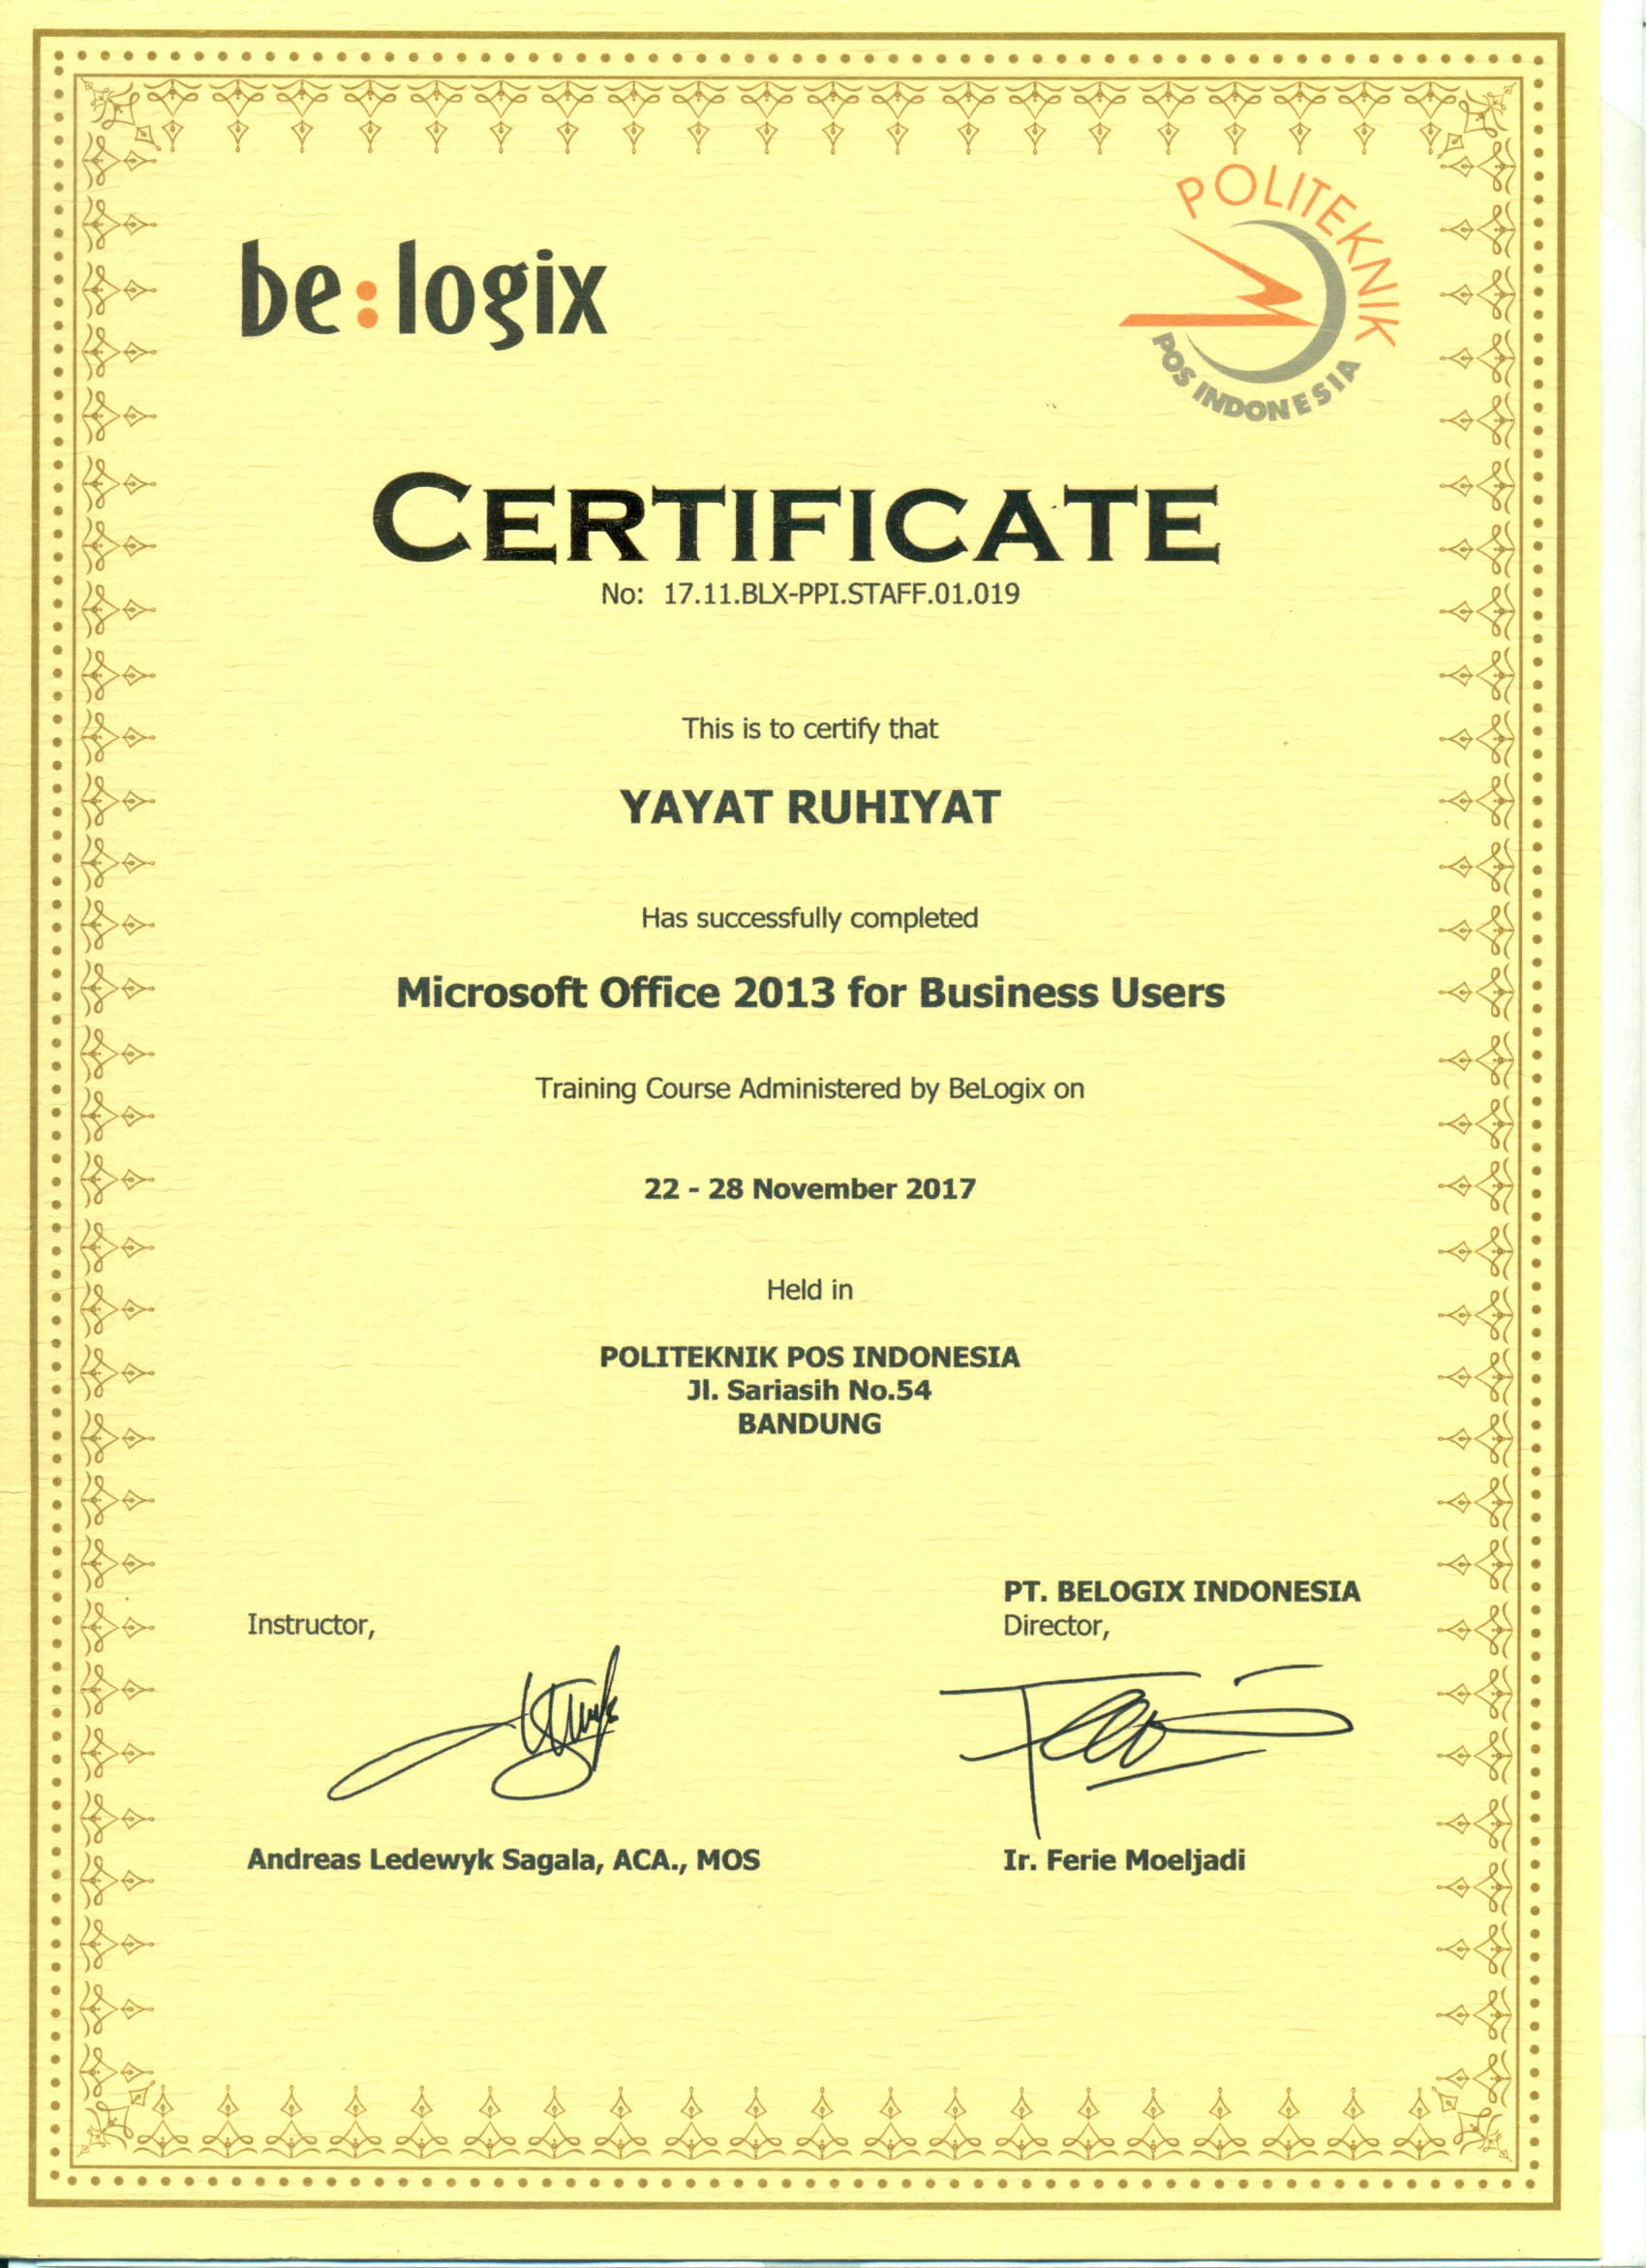 be:logix
POLITEKNIK
POS INDONESIA
CERTIFICATE
No: 17.11.BLX-PPI.STAFF.01.019
This is to certify that
YAYAT RUHIYAT
Has successfully completed
Microsoft Office 2013 for Business Users
Training Course Administered by BeLogix on
22 - 28 November 2017
Held in
POLITEKNIK POS INDONESIA
Jl. Sariasih No.54
BANDUNG
PT. BELOGIX INDONESIA
Instructor,
Director,
Andreas Ledewyk Sagala, ACA., MOS
Ir. Ferie Moeljadi